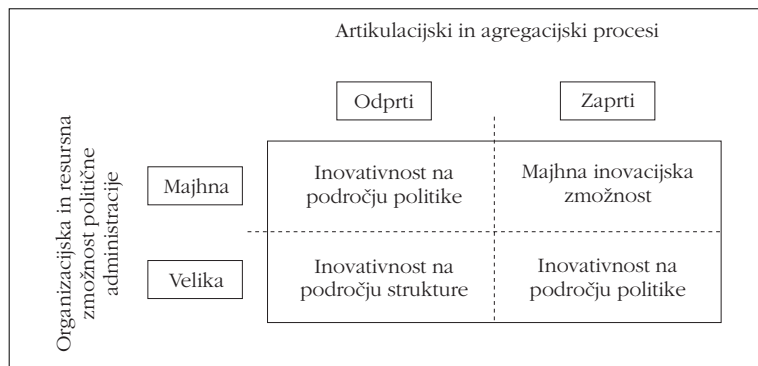 Artikulacijski in agregacijski procesi
Odprti
Zaprti
Organizacijska in resursna
zmožnost politične
administracije
Majhna
Inovativnost na
področju politike
Majhna inovacijska
zmožnost
Velika
Inovativnost na
področju strukture
Inovativnost na
področju politike